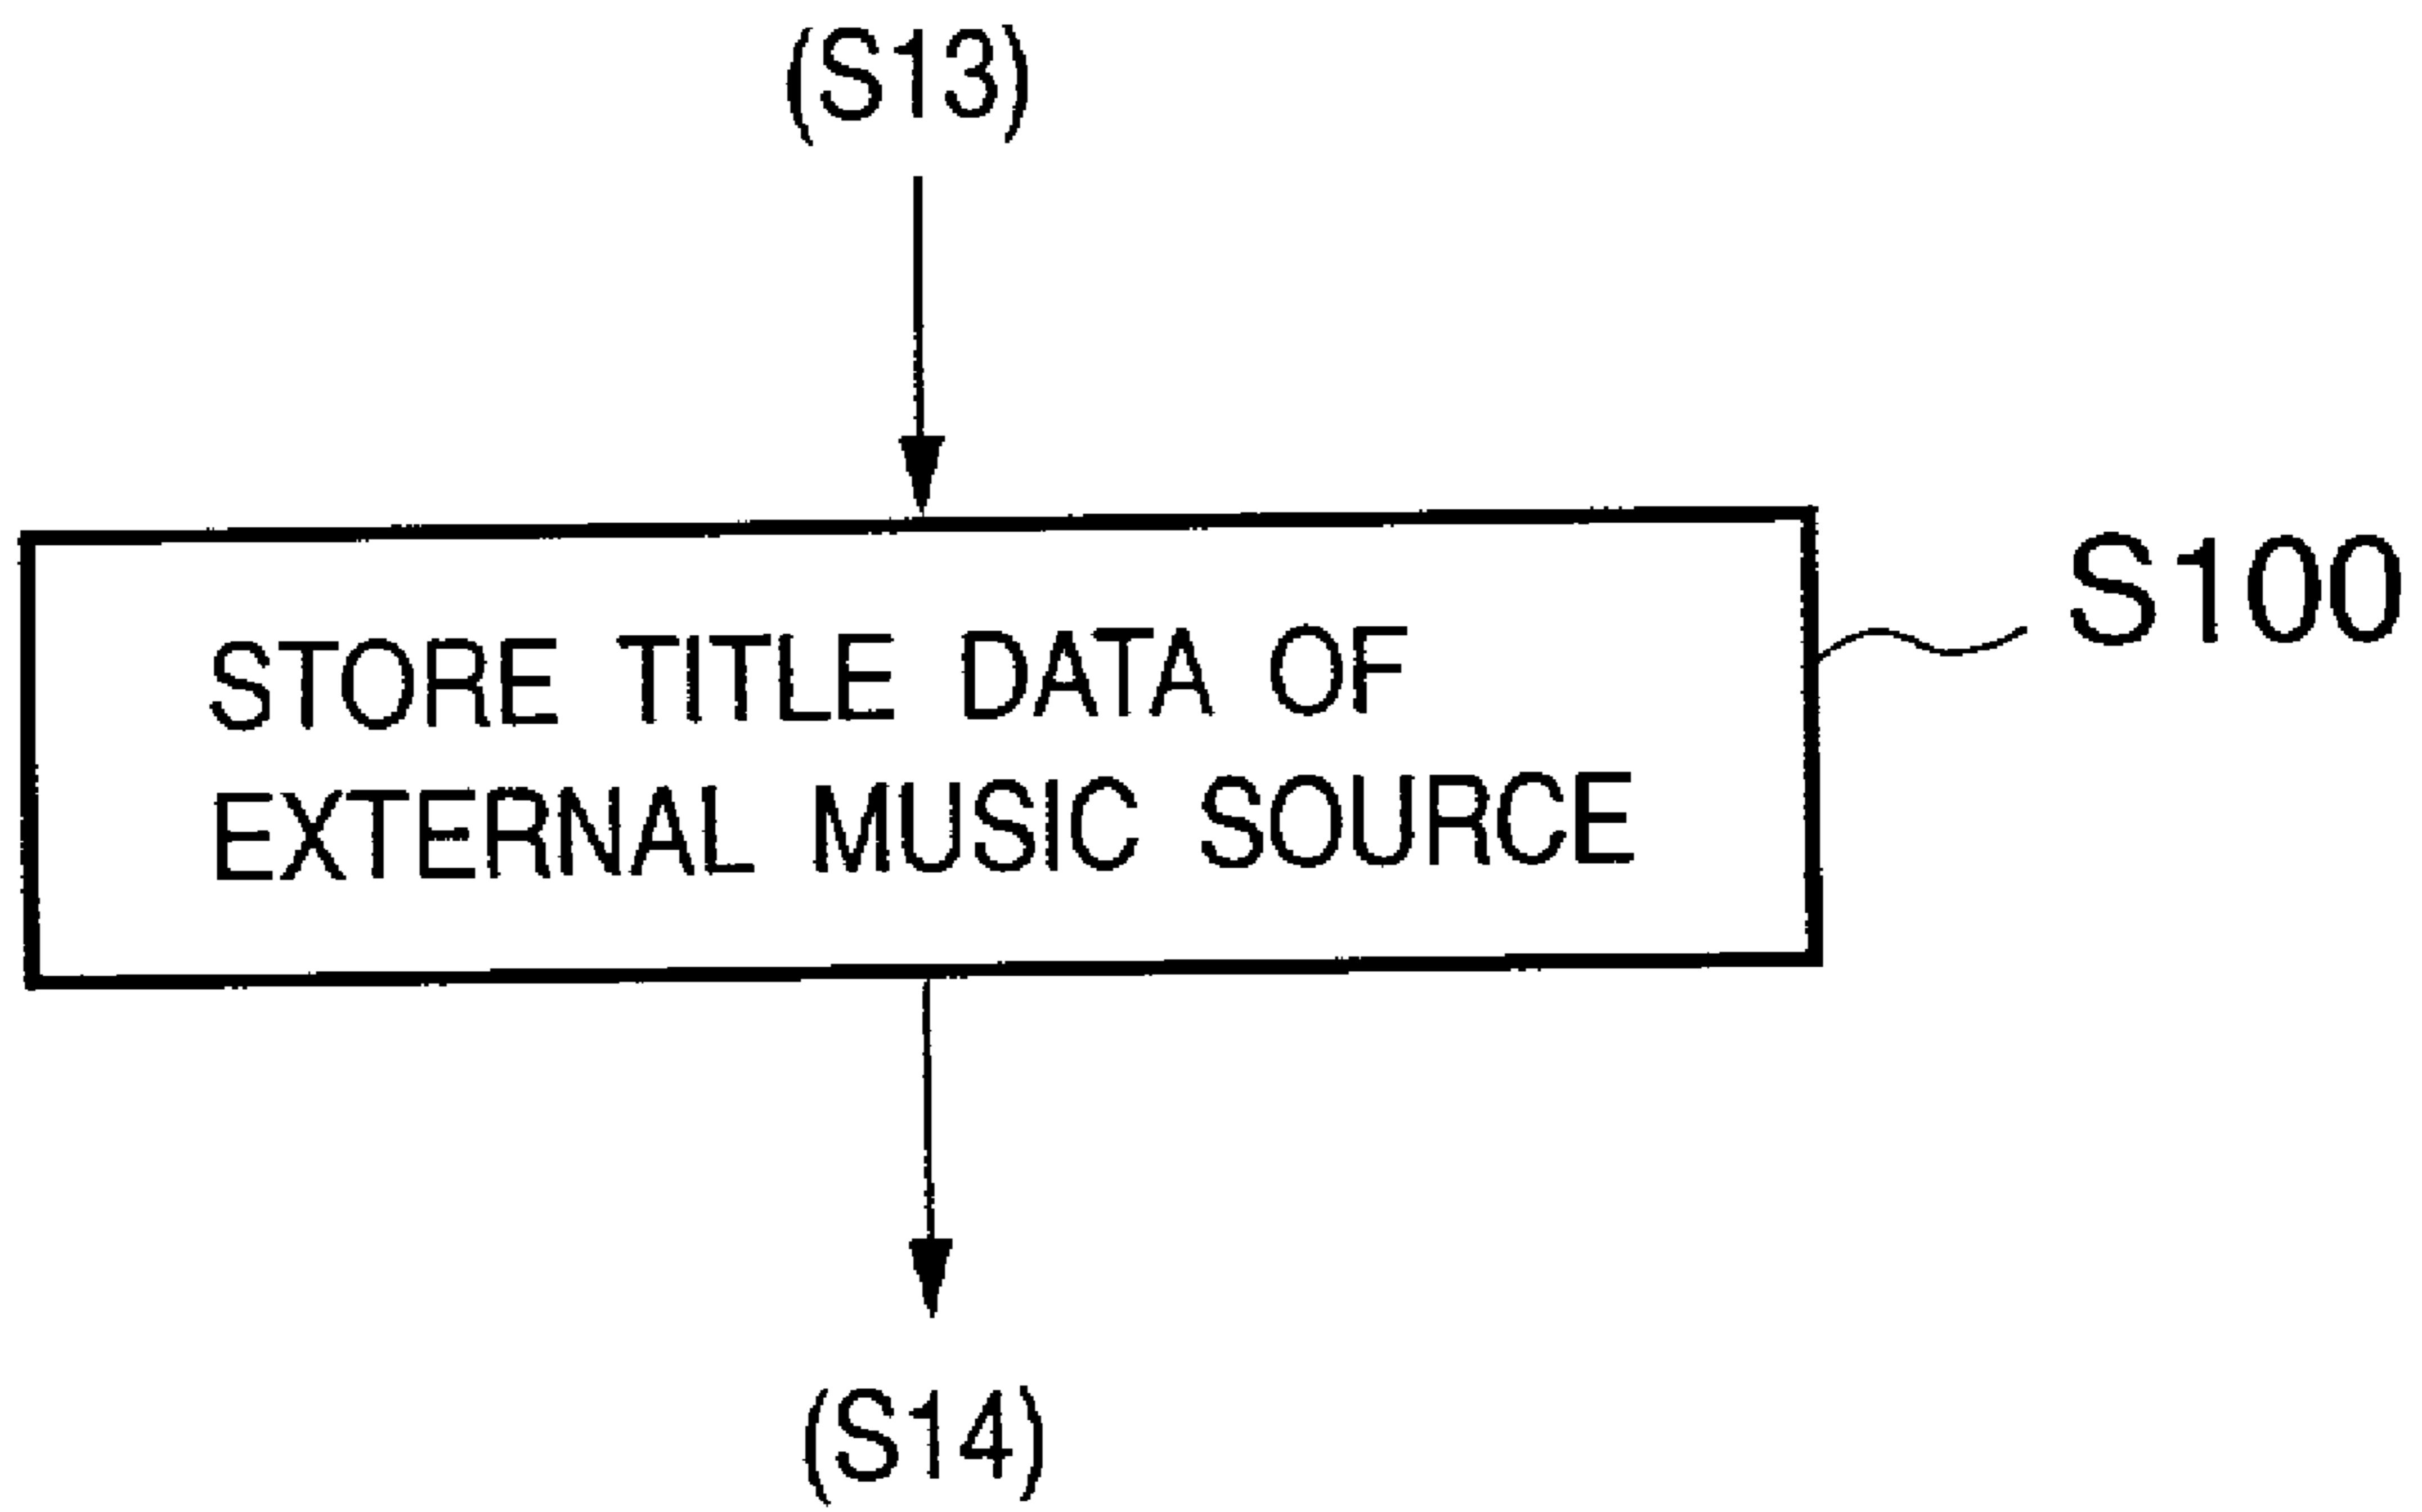 (S13)
S100
STORE TITLE DATA OF
EXTERNAL MUSIC SOURCE
(S14)